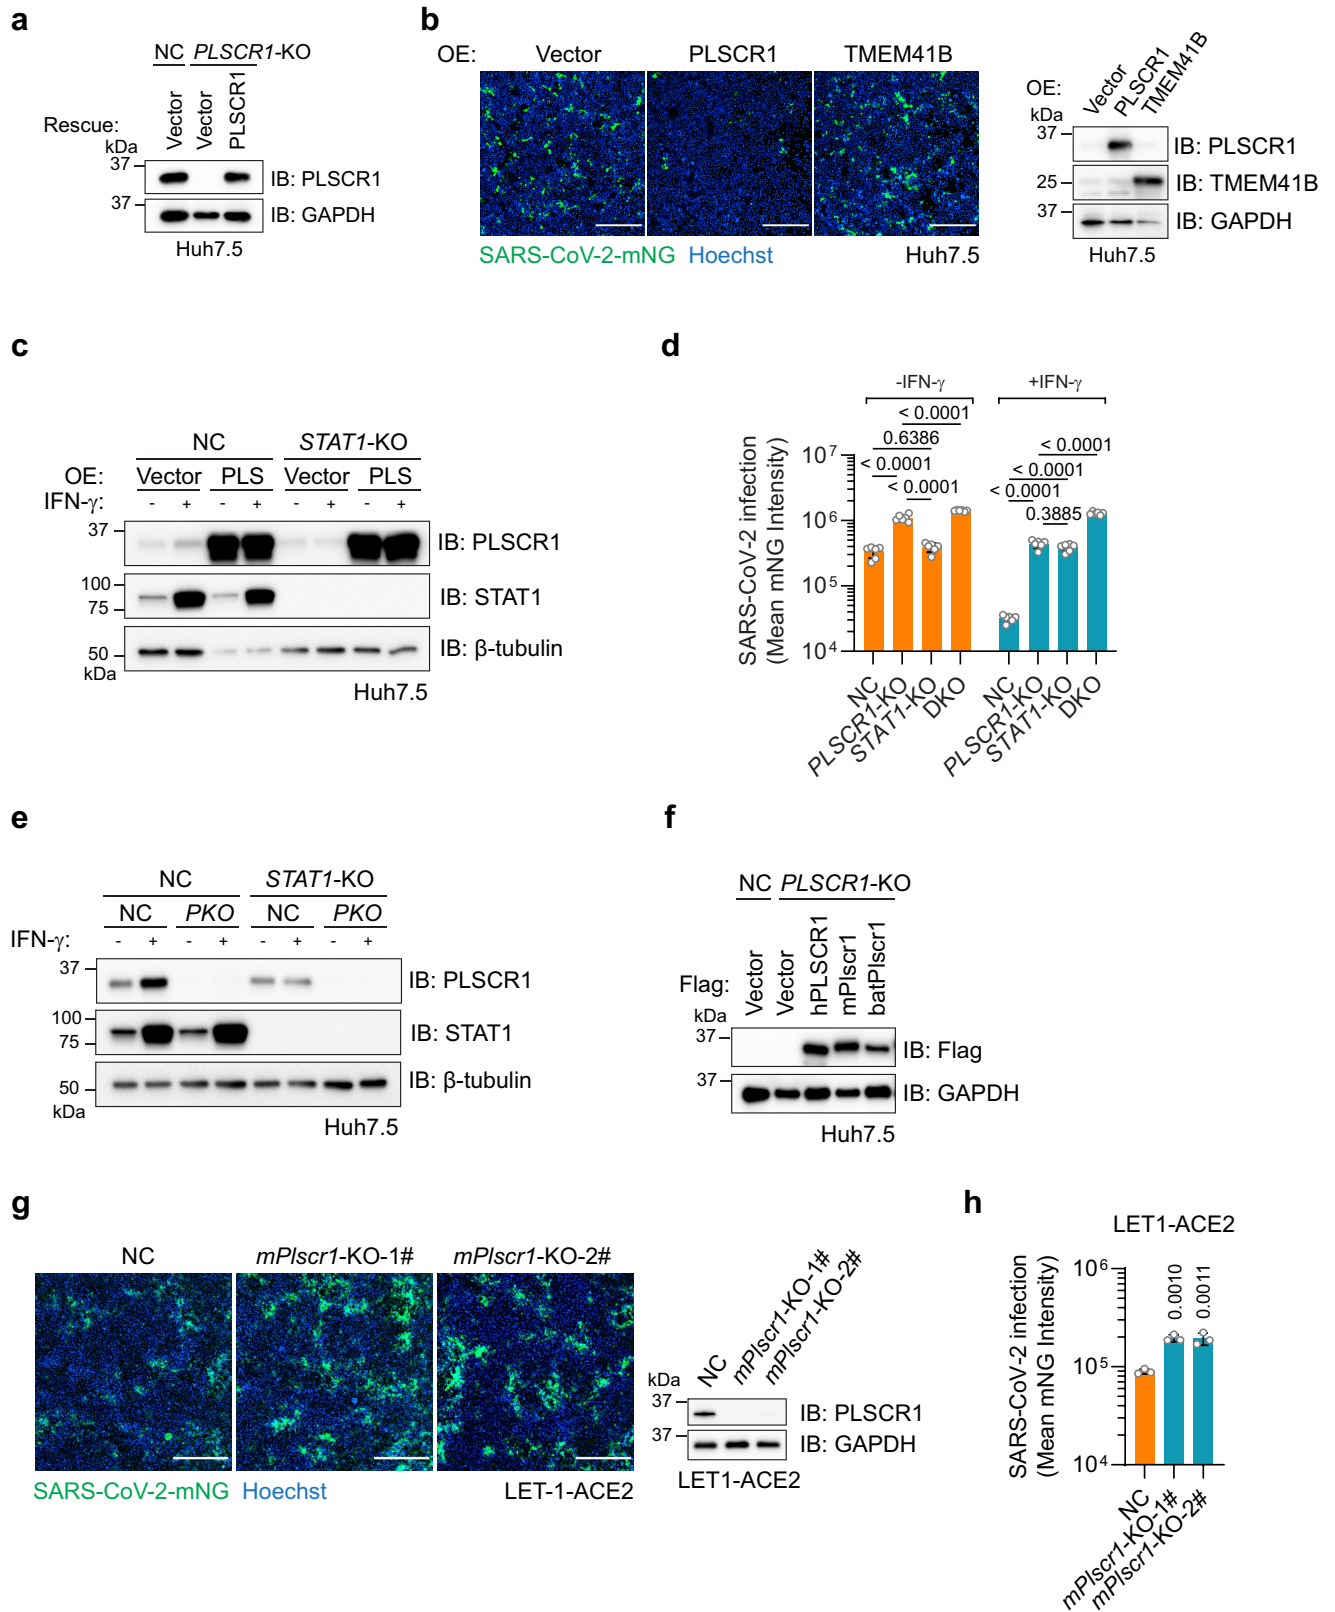 a
NC PLSCR1-KO
Rescue: Vector Vector PLSCR1
kDa
37 IB: PLSCR1
37 IB: GAPDH
Huh7.5
b
OE: Vector PLSCR1 TMEM41B
SARS-CoV-2-mNG Hoechst Huh7.5
OE: Vector PLSCR1 TMEM41B
kDa
37 IB: PLSCR1
25 IB: TMEM41B
37 IB: GAPDH
Huh7.5
c
NC STAT1-KO
OE: Vector PLS Vector PLS
IFN-γ: - + - + - + - +
37 IB: PLSCR1
100
75 IB: STAT1
50 IB: β-tubulin
kDa
Huh7.5
d
-IFN-γ +IFN-γ
< 0.0001
0.6386
< 0.0001
< 0.0001
< 0.0001
< 0.0001
< 0.0001
0.3885
SARS-CoV-2 infection
(Mean mNG Intensity)
10⁷
10⁶
10⁵
10⁴
NC PLSCR1-KO STAT1-KO DKO NC PLSCR1-KO STAT1-KO DKO
e
NC STAT1-KO
NC PKO NC PKO
IFN-γ: - + - + - + - +
37 IB: PLSCR1
100
75 IB: STAT1
50 IB: β-tubulin
kDa
Huh7.5
f
NC PLSCR1-KO
Flag: Vector Vector hPLSCR1 mPlscr1 batPlscr1
kDa
37 IB: Flag
37 IB: GAPDH
Huh7.5
g
NC mPlscr1-KO-1# mPlscr1-KO-2#
SARS-CoV-2-mNG Hoechst LET-1-ACE2
NC mPlscr1-KO-1# mPlscr1-KO-2#
kDa
37 IB: PLSCR1
37 IB: GAPDH
LET1-ACE2
h
LET1-ACE2
SARS-CoV-2 infection
(Mean mNG Intensity)
10⁶
10⁵
10⁴
0.0010 0.0011
NC mPlscr1-KO-1# mPlscr1-KO-2#